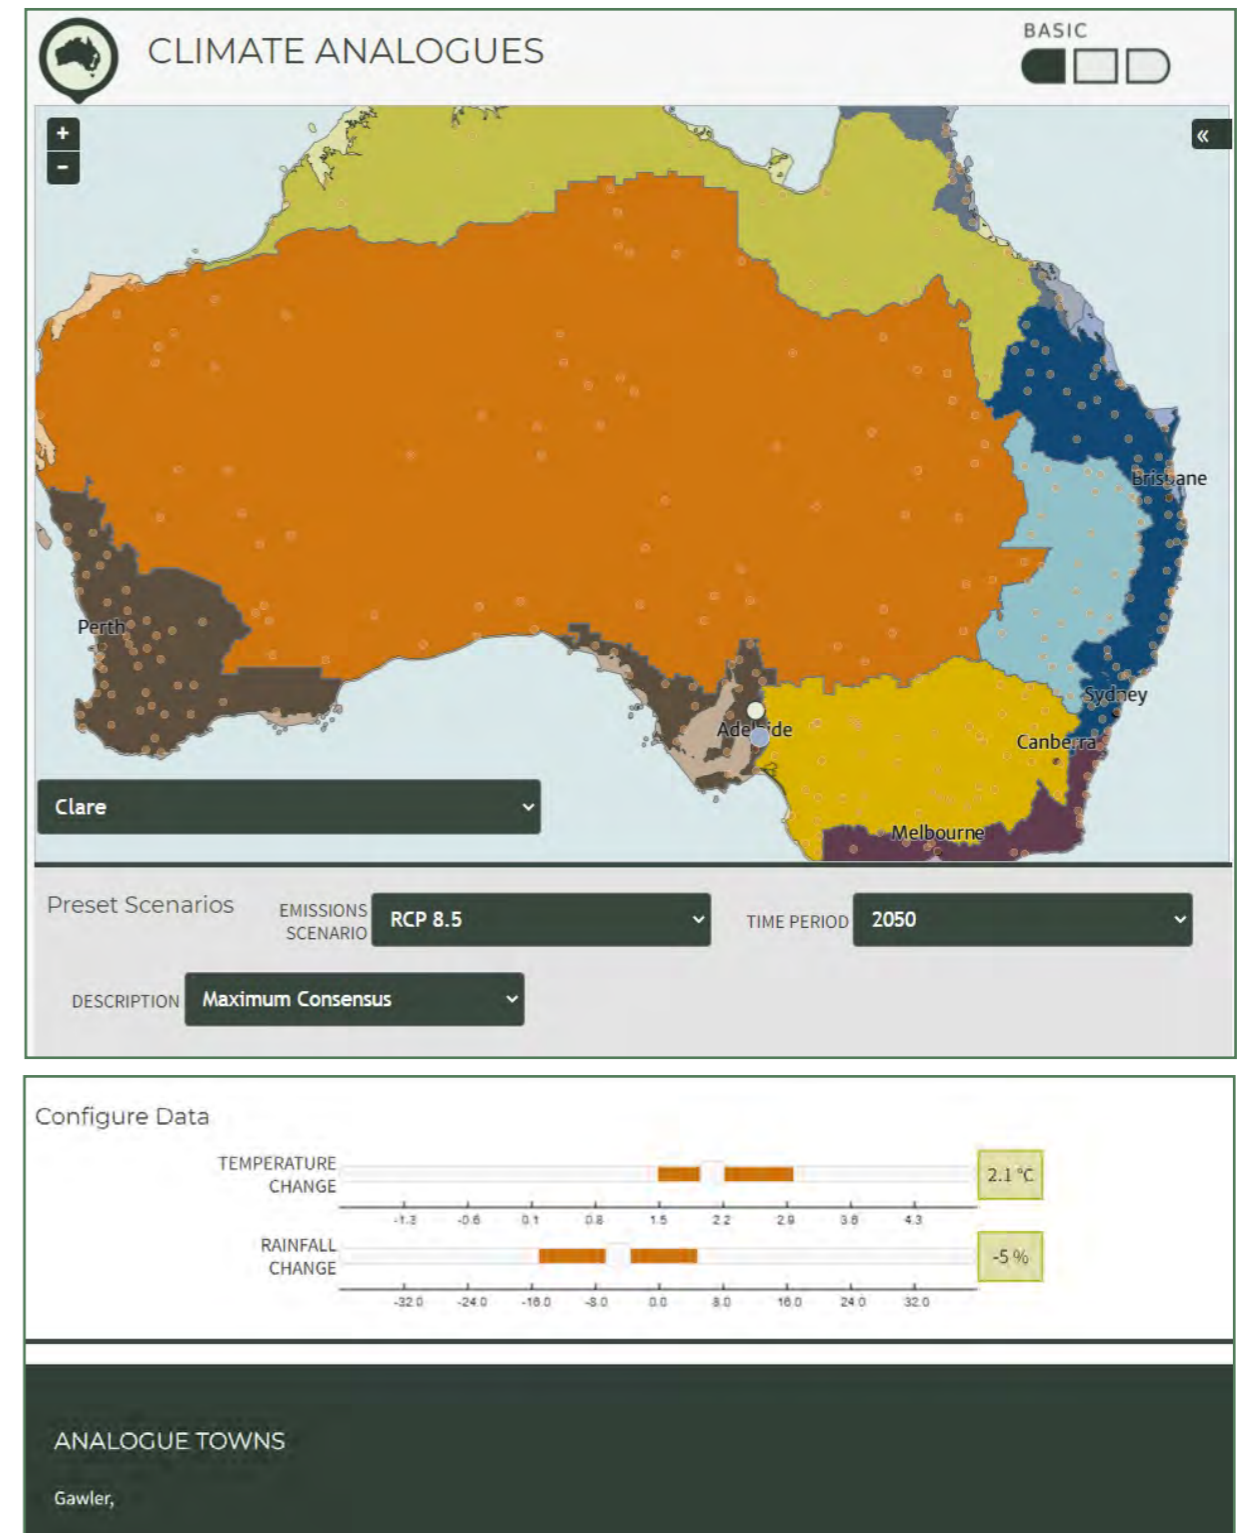 BASIC
CLIMATE ANALOGUES
+
-
«
Brisbane
Perth
Sydney
Adelaide
Canberra
Clare
Melbourne
Preset Scenarios
EMISSIONS
SCENARIO
RCP 8.5
TIME PERIOD
2050
DESCRIPTION
Maximum Consensus
Configure Data
TEMPERATURE
CHANGE
2.1 °C
-1.3 -0.6 0.1 0.8 1.5 2.2 2.9 3.6 4.3
RAINFALL
CHANGE
-5 %
-32.0 -24.0 -16.0 -8.0 0.0 8.0 16.0 24.0 32.0
ANALOGUE TOWNS
Gawler,